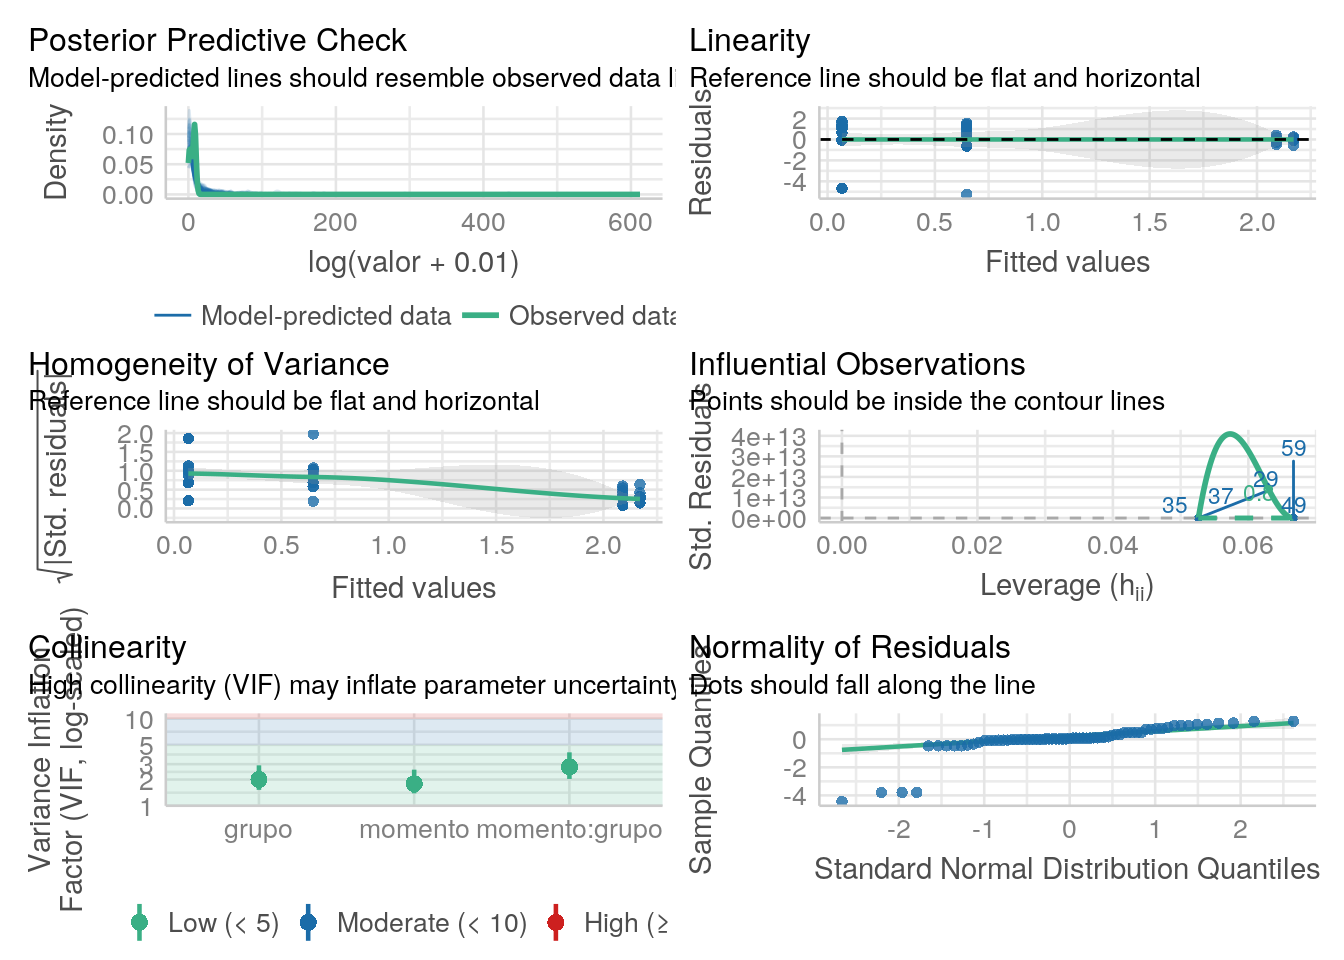 Posterior Predictive Check
Model-predicted lines should resemble observed data li
Density
0.10
0.05
0.00
0
200
400
600
log(valor + 0.01)
Model-predicted data
Observed data
Linearity
Reference line should be flat and horizontal
Residuals
2
0
-2
-4
0.0
0.5
1.0
1.5
2.0
Fitted values
Homogeneity of Variance
Reference line should be flat and horizontal
√|Std. residuals|
2.0
1.5
1.0
0.5
0.0
0.0
0.5
1.0
1.5
2.0
Fitted values
Influential Observations
Points should be inside the contour lines
Std. Residuals
4e+13
3e+13
2e+13
1e+13
0e+00
59
29
37
35
49
0.00
0.02
0.04
0.06
Leverage (hii)
Collinearity
High collinearity (VIF) may inflate parameter uncertainty
Variance Inflation
Factor (VIF, log-scaled)
10
5
3
2
1
grupo
momento
momento:grupo
Low (< 5)
Moderate (< 10)
High (≥
Normality of Residuals
Dots should fall along the line
Sample Quantiles
0
-2
-4
-2
-1
0
1
2
Standard Normal Distribution Quantiles